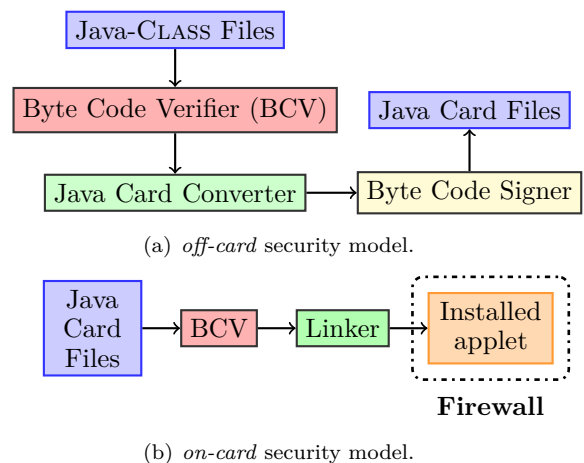 Java-CLASS Files
Byte Code Verifier (BCV)
Java Card Files
Java Card Converter
Byte Code Signer
(a) off-card security model.
Java
Card
Files
BCV
Linker
Installed
applet
Firewall
(b) on-card security model.